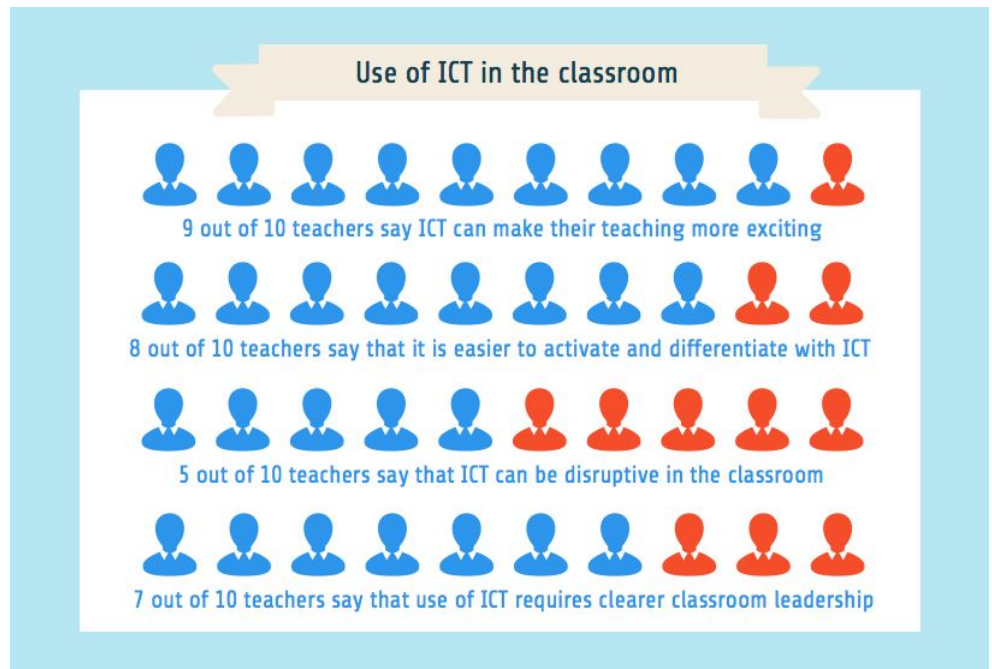 Use of ICT in the classroom
9 out of 10 teachers say ICT can make their teaching more exciting
8 out of 10 teachers say that it is easier to activate and differentiate with ICT
5 out of 10 teachers say that ICT can be disruptive in the classroom
7 out of 10 teachers say that use of ICT requires clearer classroom leadership